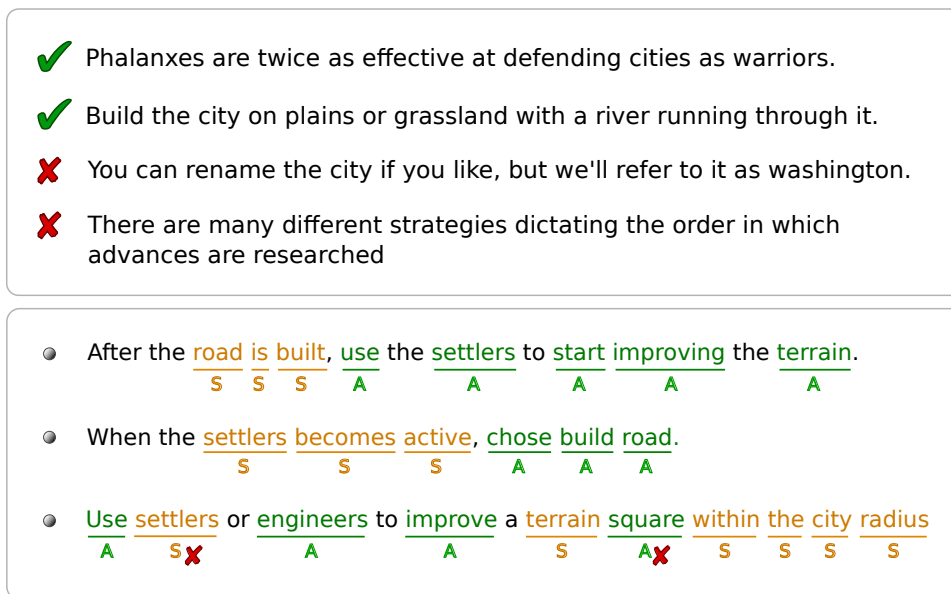 Phalanxes are twice as effective at defending cities as warriors.
Build the city on plains or grassland with a river running through it.
You can rename the city if you like, but we'll refer to it as washington.
There are many different strategies dictating the order in which
advances are researched
After the road is built, use the settlers to start improving the terrain.
S S S A A A A A
When the settlers becomes active, chose build road.
S S S A A A
Use settlers or engineers to improve a terrain square within the city radius
A S A A S A S S S S